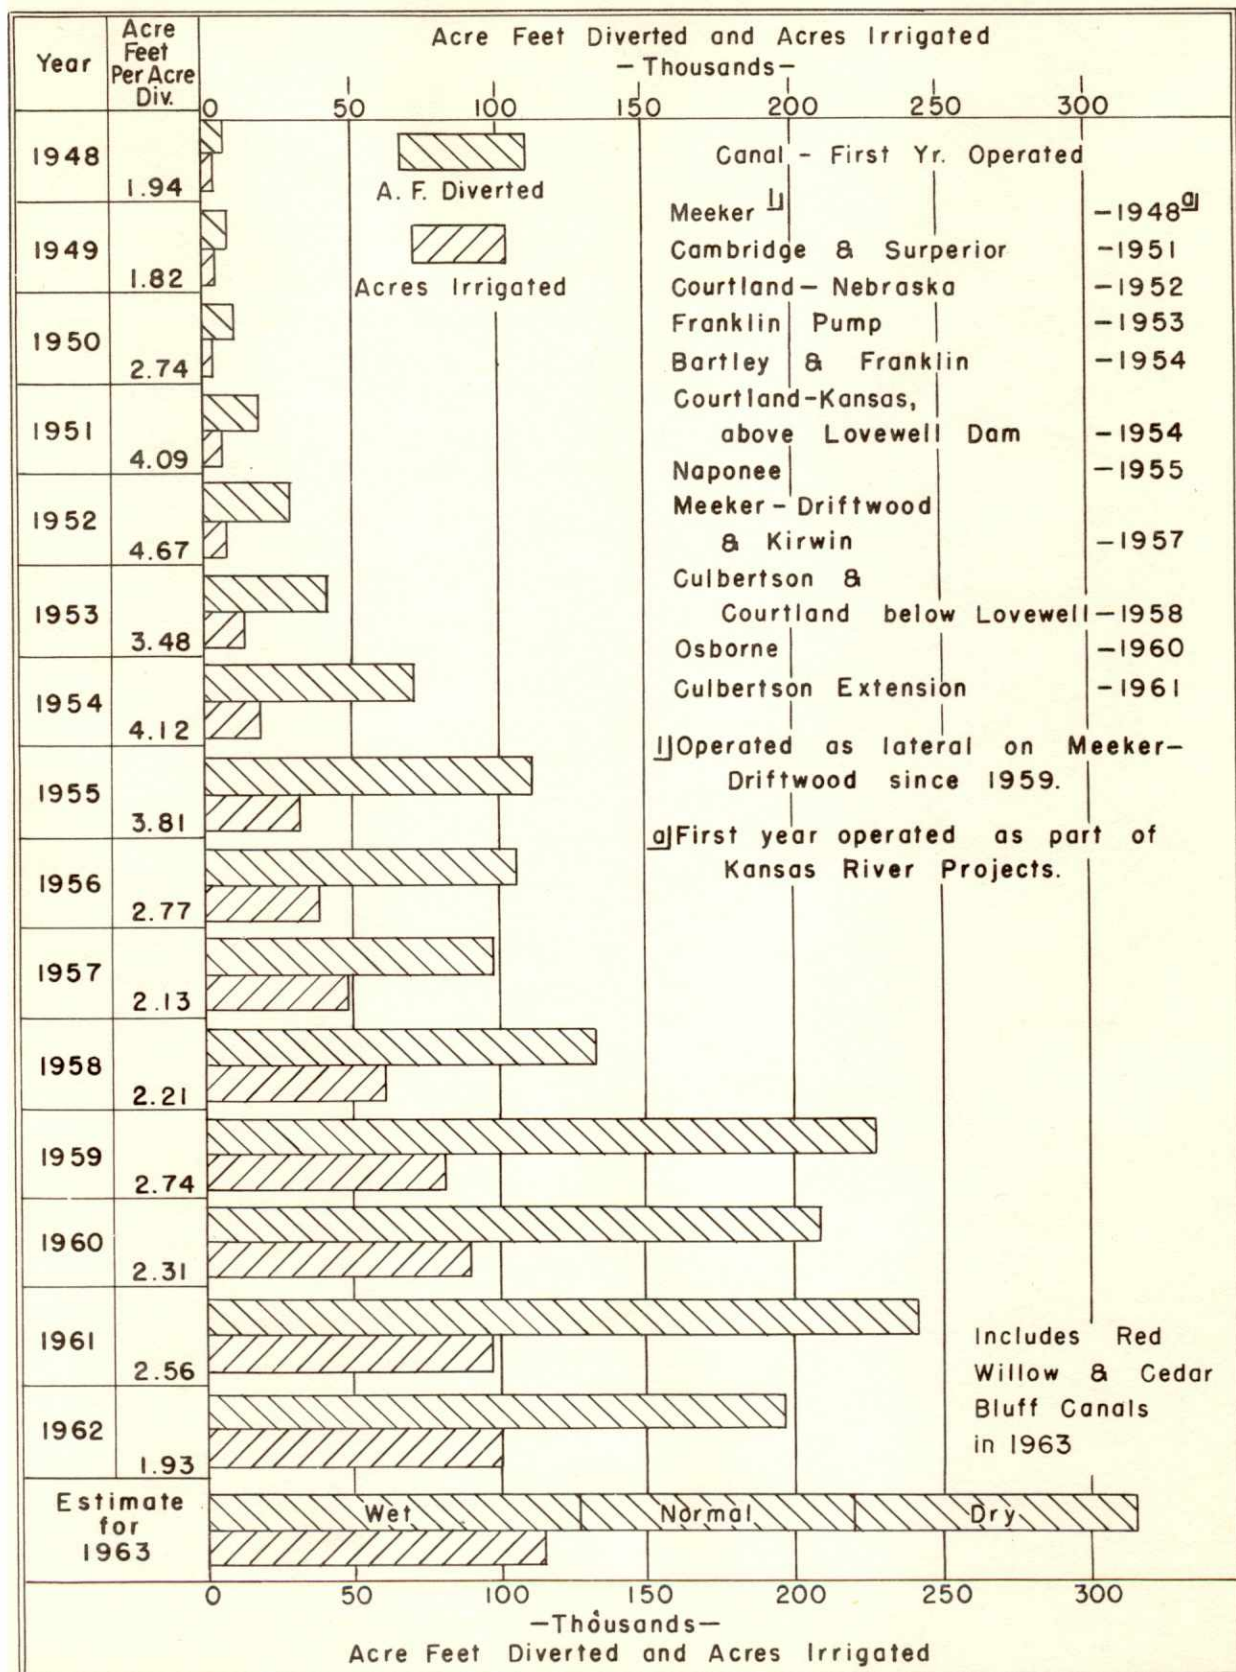 Year
Acre
Feet
Per Acre
Div.
Acre Feet Diverted and Acres Irrigated
— Thousands —
0 50 100 150 200 250 300
1948 1.94
1949 1.82
1950 2.74
1951 4.09
1952 4.67
1953 3.48
1954 4.12
1955 3.81
1956 2.77
1957 2.13
1958 2.21
1959 2.74
1960 2.31
1961 2.56
1962 1.93
Estimate
for
1963
A. F. Diverted
Acres Irrigated
Canal - First Yr. Operated
Meeker 1] -1948 a]
Cambridge & Surperior -1951
Courtland - Nebraska -1952
Franklin Pump -1953
Bartley & Franklin -1954
Courtland-Kansas,
above Lovewell Dam -1954
Naponee -1955
Meeker - Driftwood
& Kirwin -1957
Culbertson &
Courtland below Lovewell -1958
Osborne -1960
Culbertson Extension -1961
1] Operated as lateral on Meeker-
Driftwood since 1959.
a] First year operated as part of
Kansas River Projects.
Includes Red
Willow & Cedar
Bluff Canals
in 1963
Wet Normal Dry
0 50 100 150 200 250 300
—Thousands—
Acre Feet Diverted and Acres Irrigated